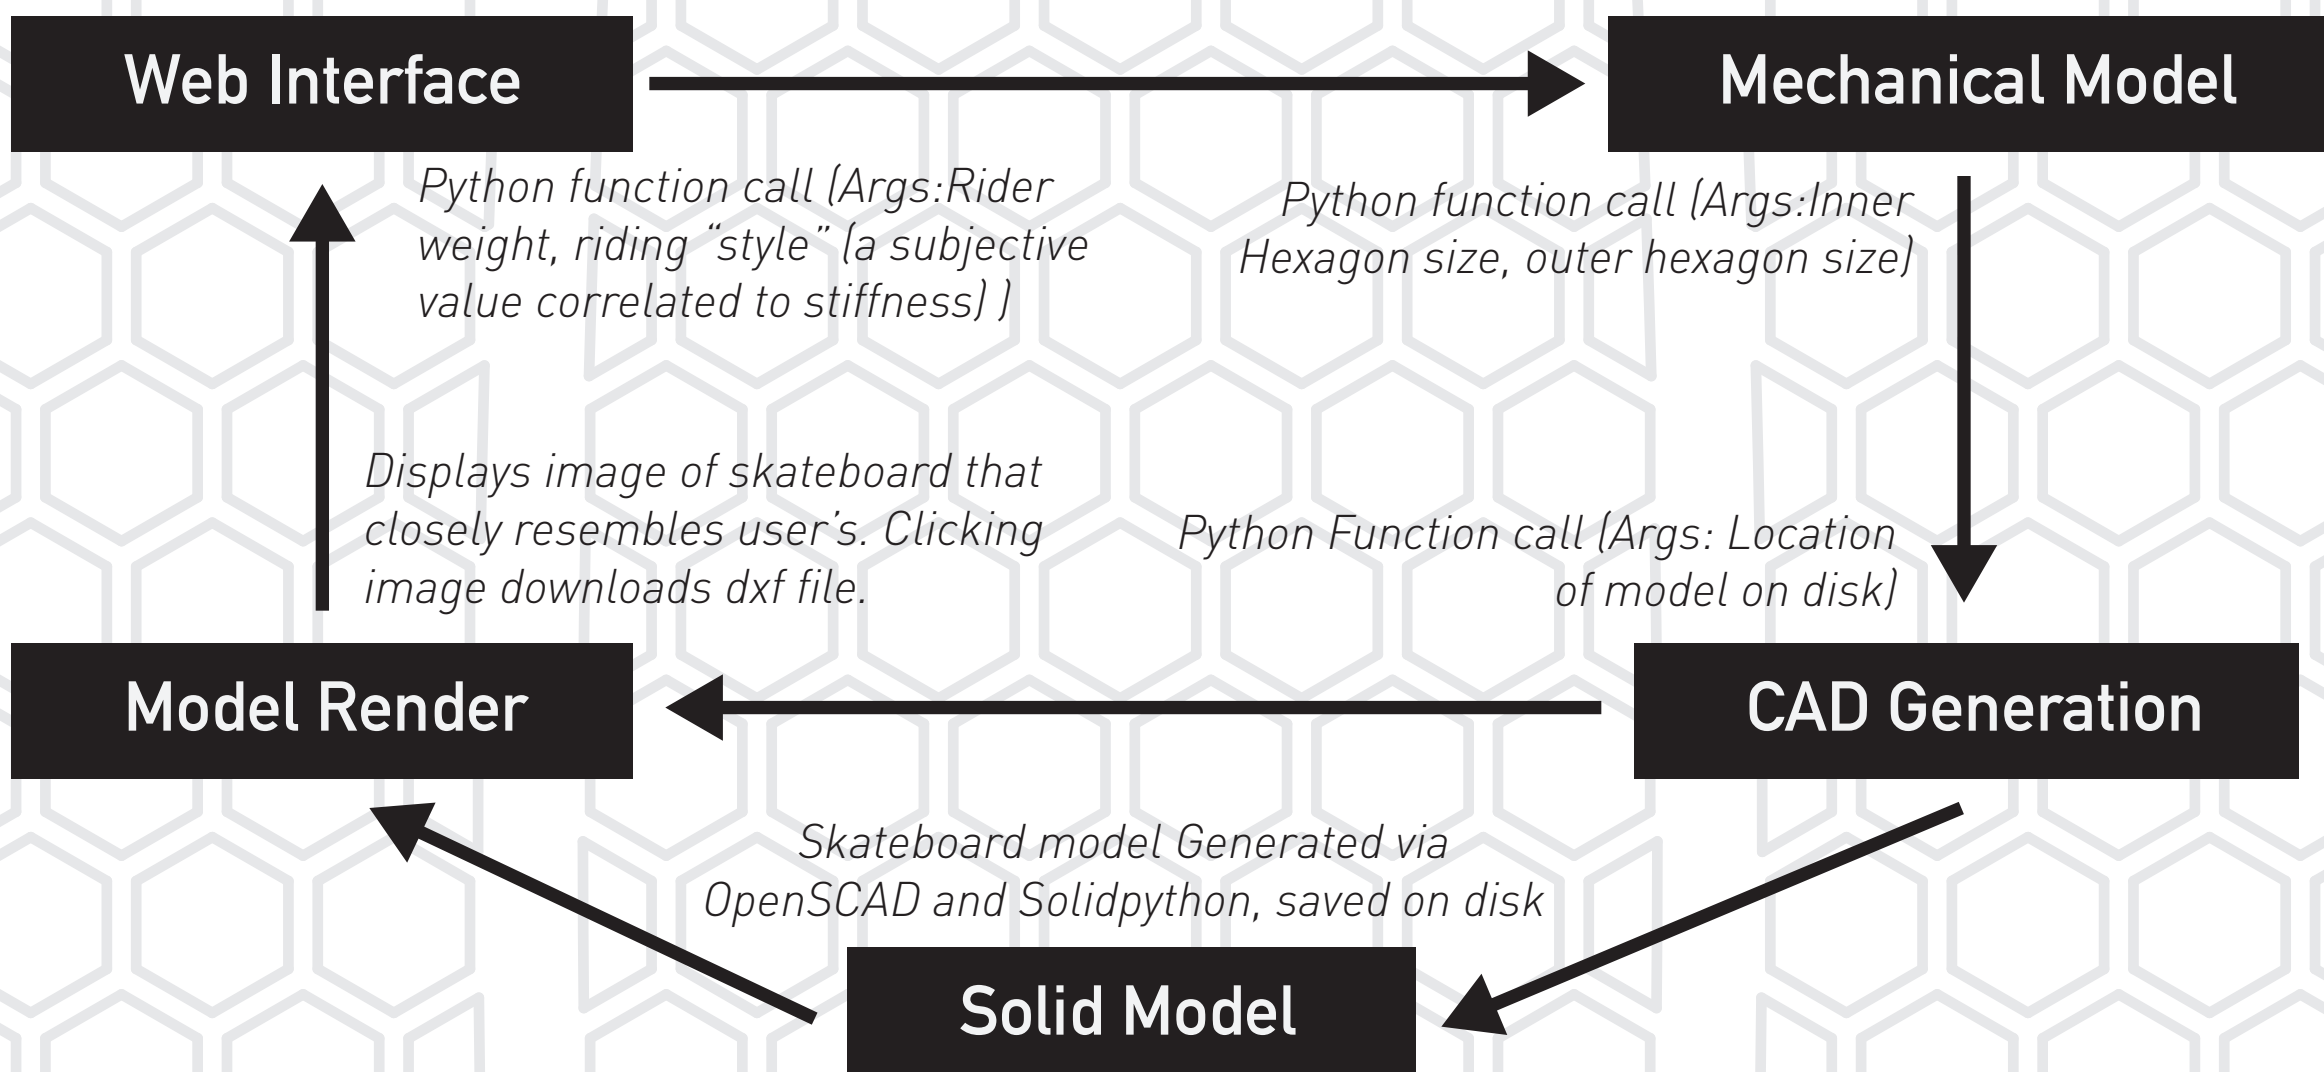 Web Interface
Mechanical Model
Python function call (Args:Rider
weight, riding “style” (a subjective
value correlated to stiffness) )
Python function call (Args:Inner
Hexagon size, outer hexagon size)
Displays image of skateboard that
closely resembles user’s. Clicking
image downloads dxf file.
Python Function call (Args: Location
of model on disk)
Model Render
CAD Generation
Skateboard model Generated via
OpenSCAD and Solidpython, saved on disk
Solid Model